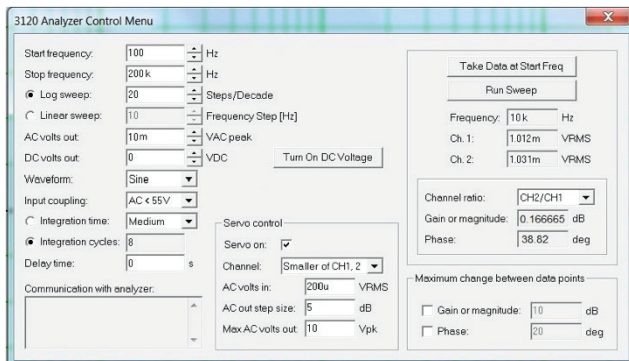 3120 Analyzer Control Menu
Start frequency: 100 Hz
Stop frequency: 200k Hz
Log sweep: 20 Steps/Decade
Linear sweep: 10 Frequency Step [Hz]
AC volts out: 10m VAC peak
DC volts out: 0 VDC Turn On DC Voltage
Waveform: Sine
Input coupling: AC < 55V
Integration time: Medium
Integration cycles: 8
Delay time: 0 s
Communication with analyzer:
Servo control
Servo on:
Channel: Smaller of CH1, 2
AC volts in: 200u VRMS
AC out step size: 5 dB
Max AC volts out: 10 Vpk
Take Data at Start Freq
Run Sweep
Frequency: 10k Hz
Ch. 1: 1.012m VRMS
Ch. 2: 1.031m VRMS
Channel ratio: CH2/CH1
Gain or magnitude: 0.166665 dB
Phase: 38.82 deg
Maximum change between data points
Gain or magnitude: 10 dB
Phase: 20 deg